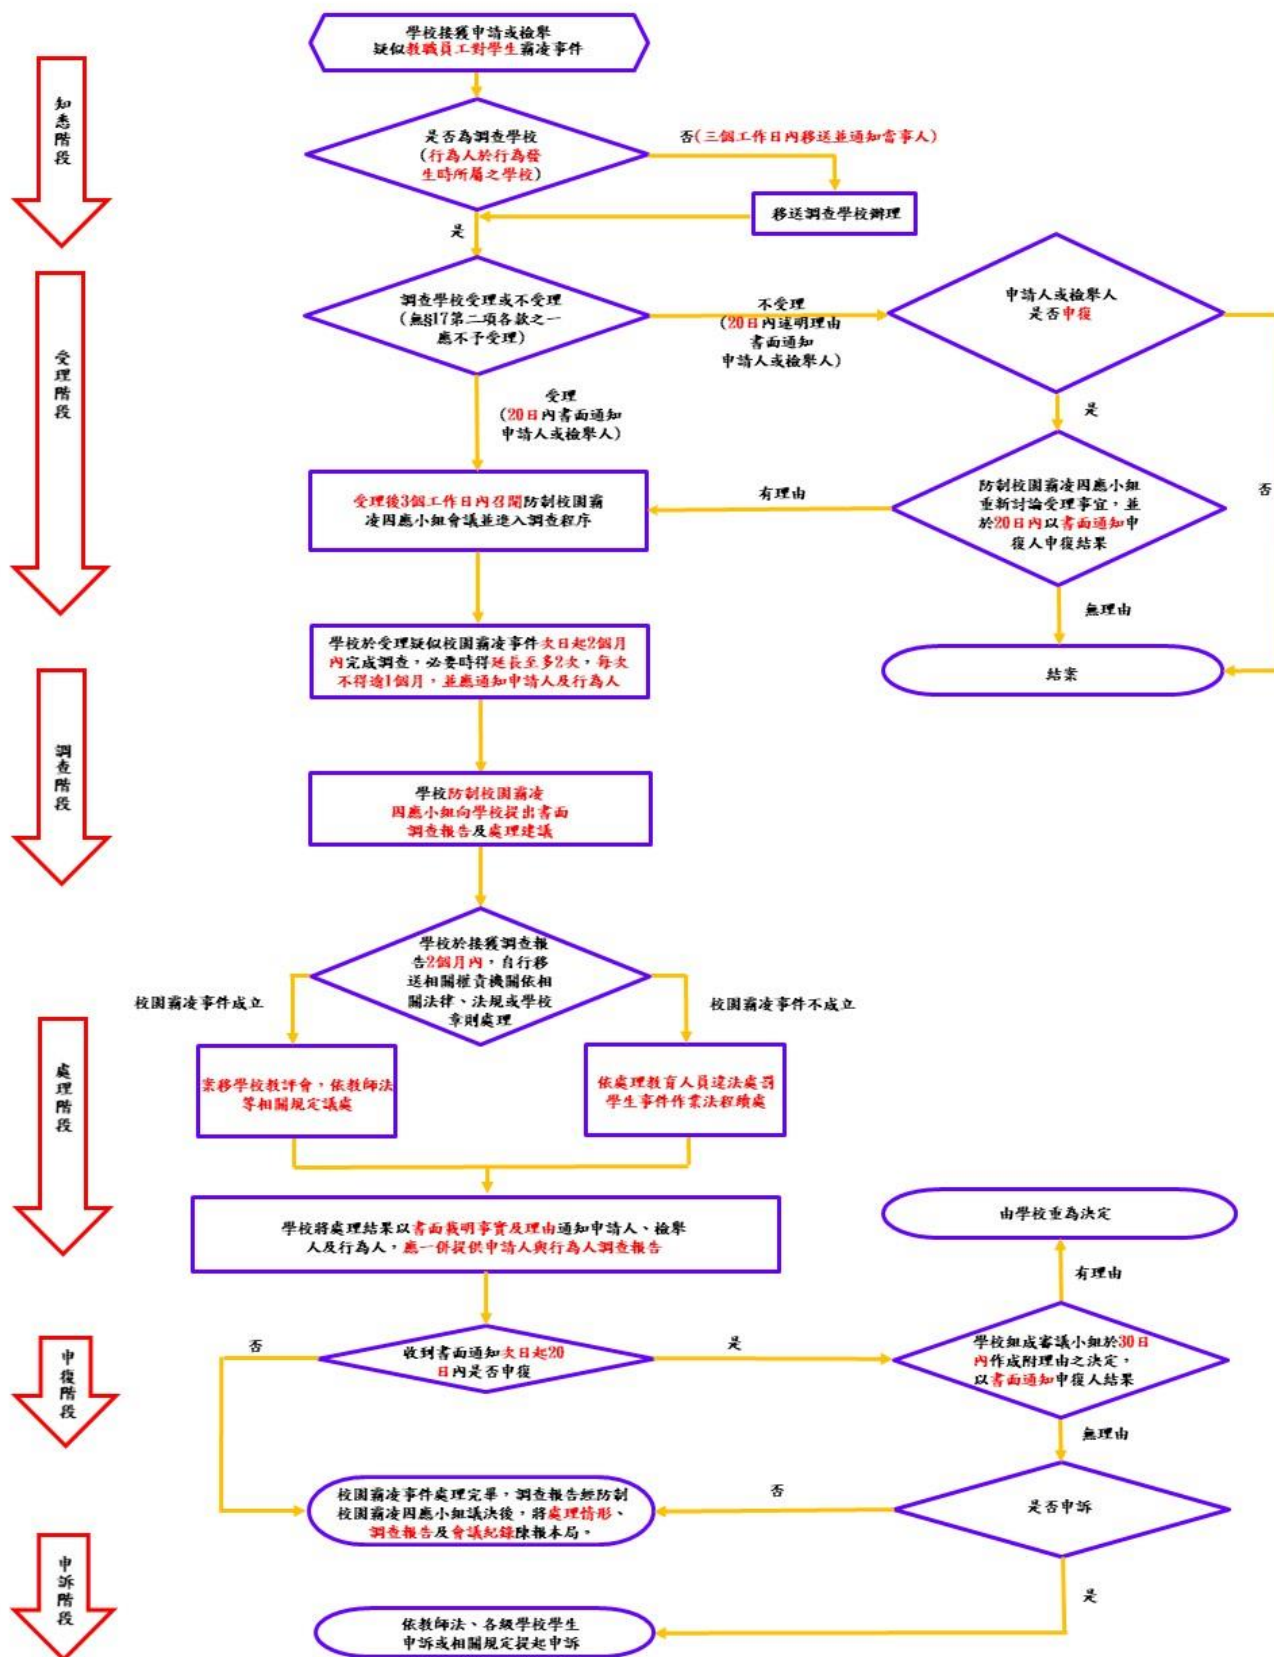 學校接獲申請或檢舉
疑似教職員工對學生霸凌事件
知悉階段
是否為調查學校
(行為人於行為發
生時所屬之學校)
否(三個工作日內移送並通知當事人)
移送調查學校辦理
是
受理階段
調查學校受理或不受理
(無§17第二項各款之一
應不予受理)
不受理
(20日內述明理由
書面通知
申請人或檢舉人)
申請人或檢舉人
是否申復
受理
(20日內書面通知
申請人或檢舉人)
是
否
受理後3個工作日內召開防制校園霸
凌因應小組會議並進入調查程序
有理由
防制校園霸凌因應小組
重新討論受理事宜，並
於20日內以書面通知申
復人申復結果
無理由
結案
調查階段
學校於受理疑似校園霸凌事件次日起2個月
內完成調查，必要時得延長至多2次，每次
不得逾1個月，並應通知申請人及行為人
學校防制校園霸凌
因應小組向學校提出書面
調查報告及處理建議
處理階段
學校於接獲調查報
告2個月內，自行移
送相關權責機關依相
關法律、法規或學校
章則處理
校園霸凌事件成立
校園霸凌事件不成立
案移學校教評會，依教師法
等相關規定議處
依處理教育人員違法處罰
學生事件作業法程續處
學校將處理結果以書面載明事實及理由通知申請人、檢舉
人及行為人，應一併提供申請人與行為人調查報告
由學校重為決定
有理由
申復階段
否
收到書面通知次日起20
日內是否申復
是
學校組成審議小組於30日
內作成附理由之決定，
以書面通知申復人結果
無理由
校園霸凌事件處理完畢，調查報告經防制
校園霸凌因應小組議決後，將處理情形、
調查報告及會議紀錄陳報本局。
否
是否申訴
申訴階段
是
依教師法、各級學校學生
申訴或相關規定提起申訴